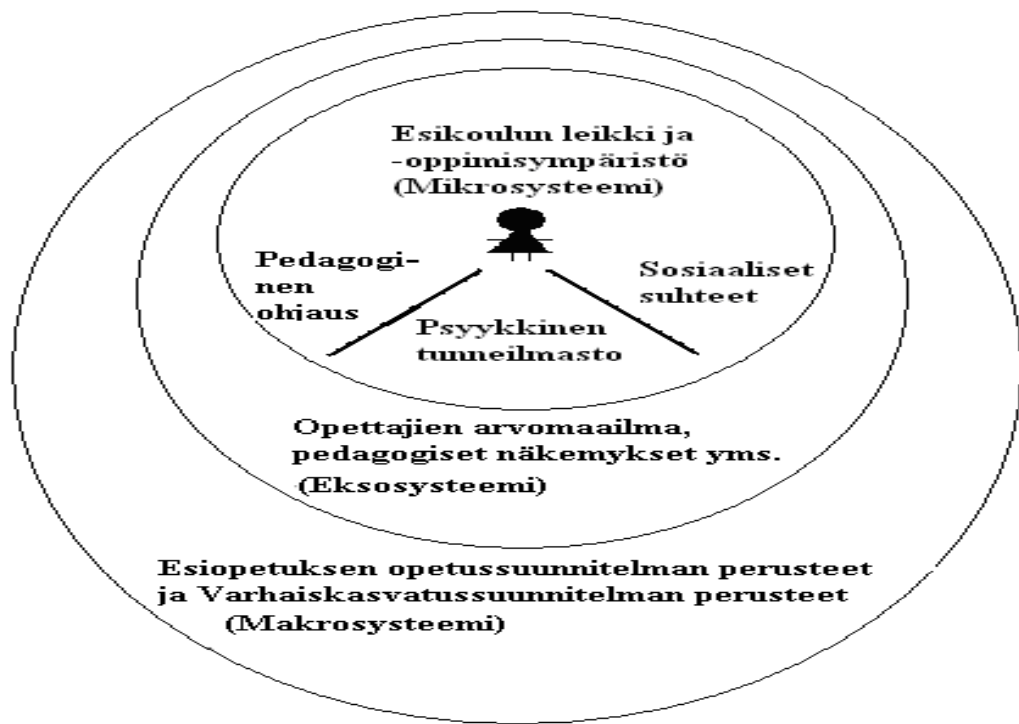 Esikoulun leikki ja
-oppimisympäristö
(Mikrosysteemi)
Pedagogi-
nen
ohjaus
Sosiaaliset
suhteet
Psyykkinen
tunneilmasto
Opettajien arvomaailma,
pedagogiset näkemykset yms.
(Eksosysteemi)
Esiopetuksen opetussuunnitelman perusteet
ja Varhaiskasvatussuunnitelman perusteet
(Makrosysteemi)